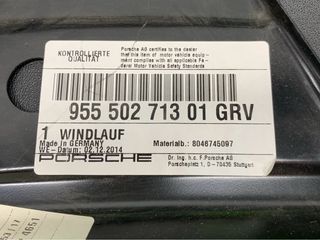 KONTROLLIERTE
QUALITÄT
Porsche AG certifies to the dealer
that this item of motor vehicle equip-
ment complies with all applicable Fe-
deral Motor Vehicle Safety Standards
955 502 713 01 GRV
1 WINDLAUF
Made in GERMANY
WE-Datum: 02.12.2014
Materialb.: 8046745097
PORSCHE
Dr. Ing. h.c. F. Porsche AG
Porscheplatz 1, D - 70435 Stuttgart
4651